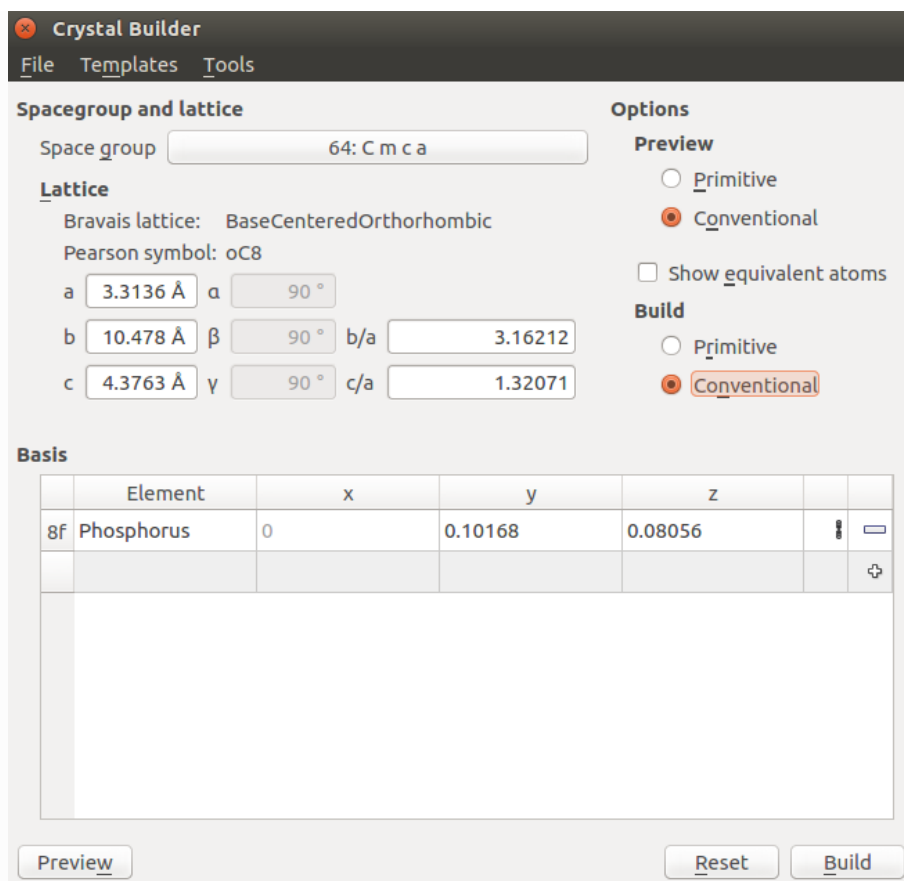 Crystal Builder
File Templates Tools
Spacegroup and lattice
Space group 64: C m c a
Lattice
Bravais lattice: BaseCenteredOrthorhombic
Pearson symbol: oC8
a 3.3136 Å α 90 °
b 10.478 Å β 90 ° b/a 3.16212
c 4.3763 Å γ 90 ° c/a 1.32071
Options
Preview
Primitive
Conventional
Show equivalent atoms
Build
Primitive
Conventional
Basis
Element x y z
8f Phosphorus 0 0.10168 0.08056
Preview Reset Build